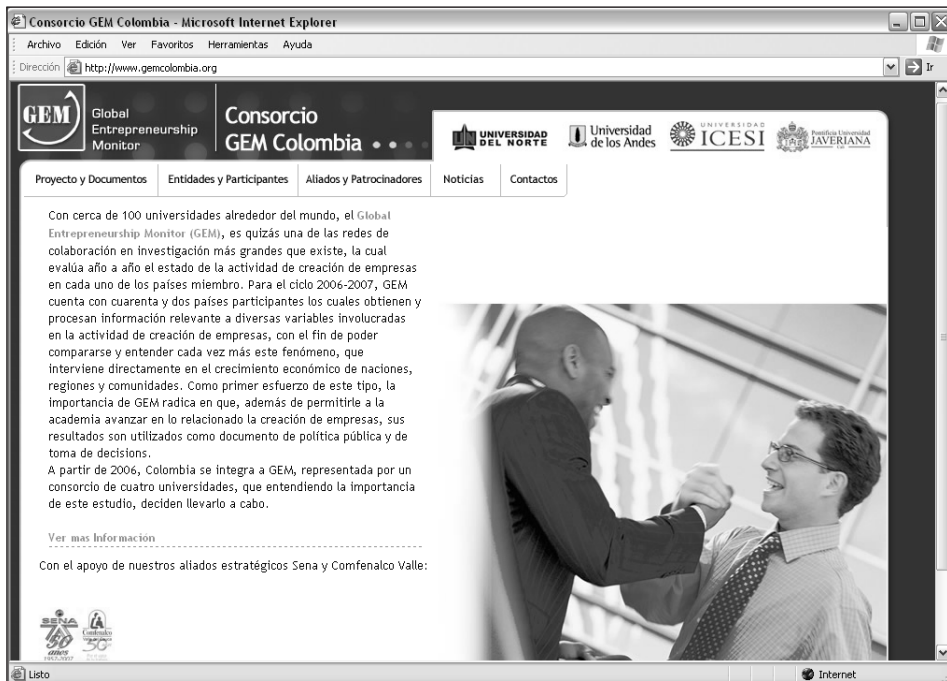 Consorcio GEM Colombia - Microsoft Internet Explorer
Archivo Edición Ver Favoritos Herramientas Ayuda
Dirección http://www.gemcolombia.org Ir
GEM
Global
Entrepreneurship
Monitor
Consorcio
GEM Colombia
UNIVERSIDAD
DEL NORTE
Universidad
de los Andes
UNIVERSIDAD
ICESI
Pontificia Universidad
JAVERIANA
Cali
Proyecto y Documentos Entidades y Participantes Aliados y Patrocinadores Noticias Contactos
Con cerca de 100 universidades alrededor del mundo, el Global
Entrepreneurship Monitor (GEM), es quizás una de las redes de
colaboración en investigación más grandes que existe, la cual
evalúa año a año el estado de la actividad de creación de empresas
en cada uno de los países miembro. Para el ciclo 2006-2007, GEM
cuenta con cuarenta y dos países participantes los cuales obtienen y
procesan información relevante a diversas variables involucradas
en la actividad de creación de empresas, con el fin de poder
compararse y entender cada vez más este fenómeno, que
interviene directamente en el crecimiento económico de naciones,
regiones y comunidades. Como primer esfuerzo de este tipo, la
importancia de GEM radica en que, además de permitirle a la
academia avanzar en lo relacionado la creación de empresas, sus
resultados son utilizados como documento de política pública y de
toma de decisions.
A partir de 2006, Colombia se integra a GEM, representada por un
consorcio de cuatro universidades, que entendiendo la importancia
de este estudio, deciden llevarlo a cabo.
Ver mas Información
Con el apoyo de nuestros aliados estratégicos Sena y Comfenalco Valle:
SENA
50
años
1957-2007
Comfenalco
50
Listo Internet